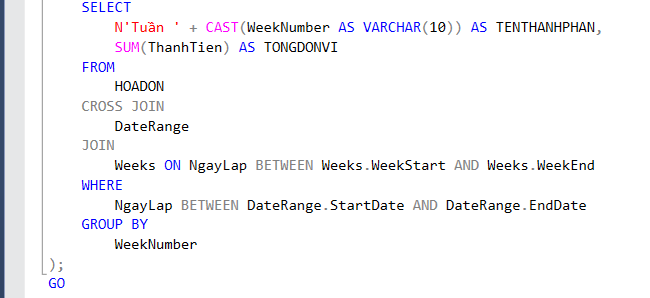 SELECT
N'Tuần ' + CAST(WeekNumber AS VARCHAR(10)) AS TENTHANHPHAN,
SUM(ThanhTien) AS TONGDONVI
FROM
HOADON
CROSS JOIN
DateRange
JOIN
Weeks ON NgayLap BETWEEN Weeks.WeekStart AND Weeks.WeekEnd
WHERE
NgayLap BETWEEN DateRange.StartDate AND DateRange.EndDate
GROUP BY
WeekNumber
);
GO